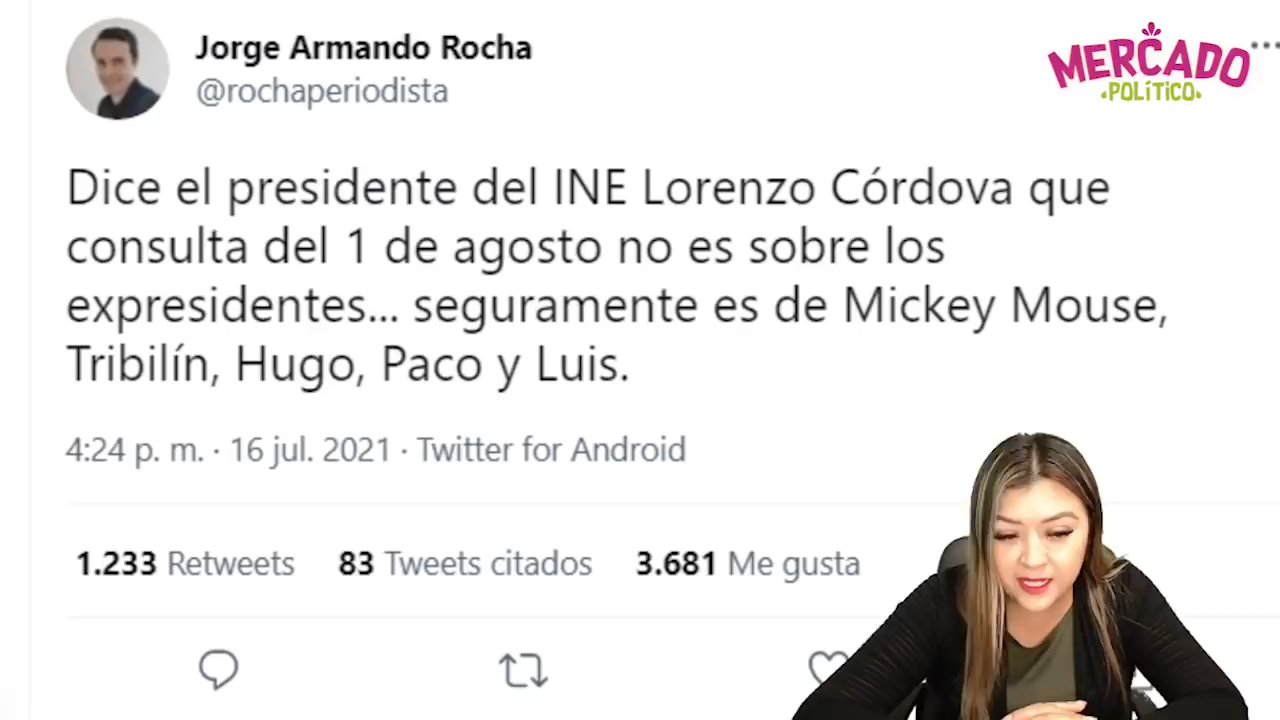 Jorge Armando Rocha
@rochaperiodista
MERCADO
POLÍTICO
Dice el presidente del INE Lorenzo Córdova que
consulta del 1 de agosto no es sobre los
expresidentes... seguramente es de Mickey Mouse,
Tribilín, Hugo, Paco y Luis.
4:24 p. m. · 16 jul. 2021 · Twitter for Android
1.233 Retweets 83 Tweets citados 3.681 Me gusta